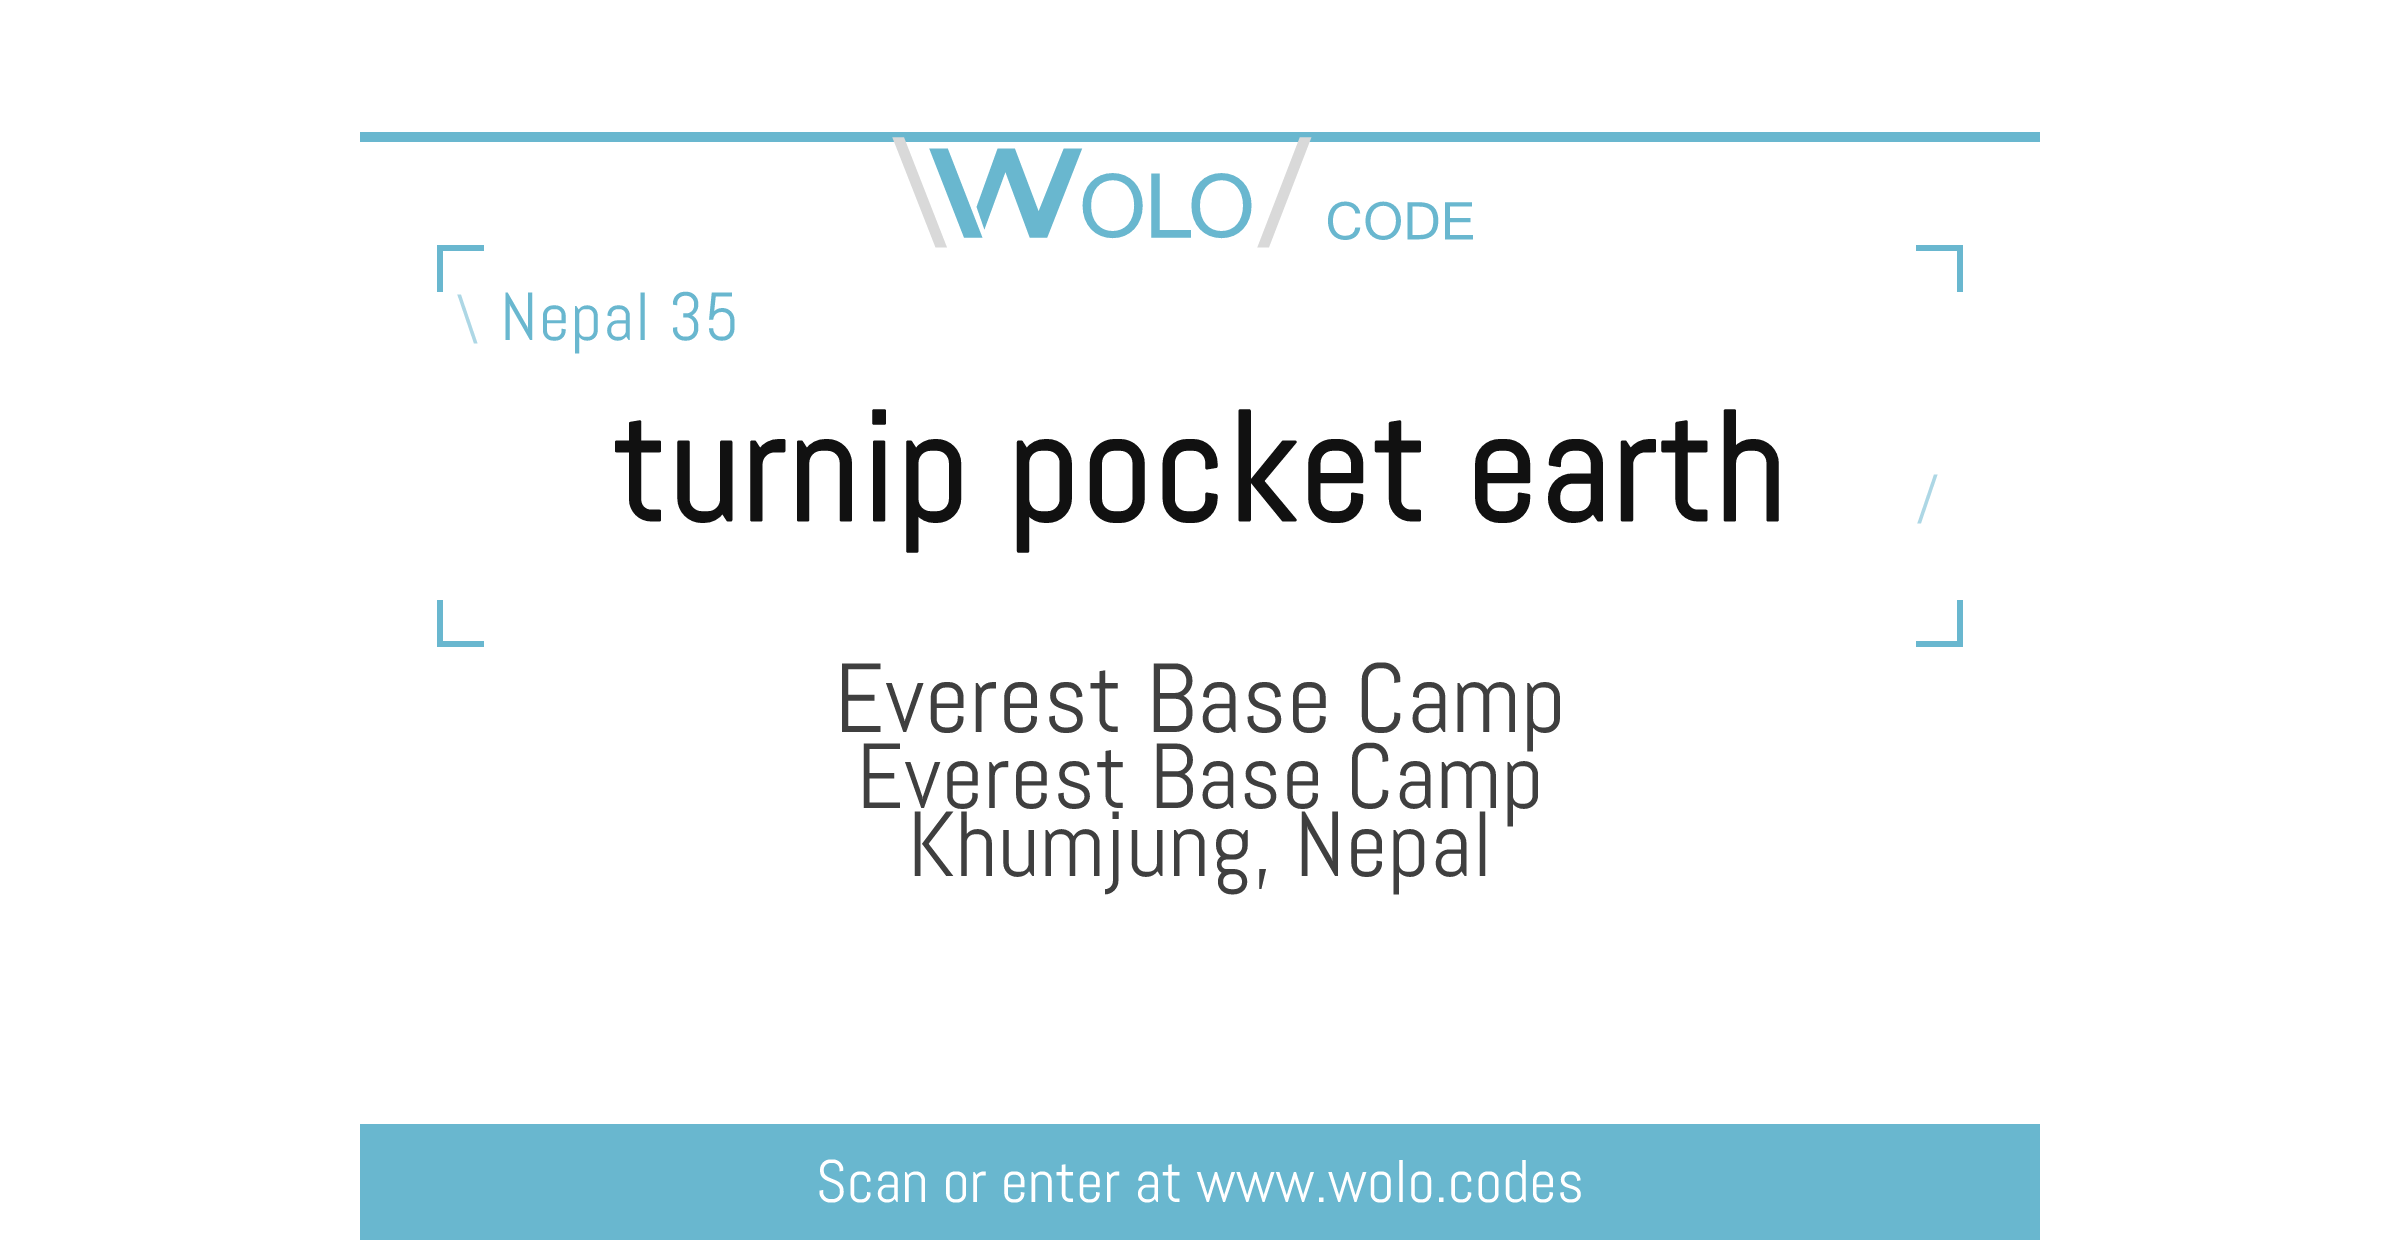 \WOLO/ CODE
\ Nepal 35
turnip pocket earth /
Everest Base Camp
Everest Base Camp
Khumjung, Nepal
Scan or enter at www.wolo.codes